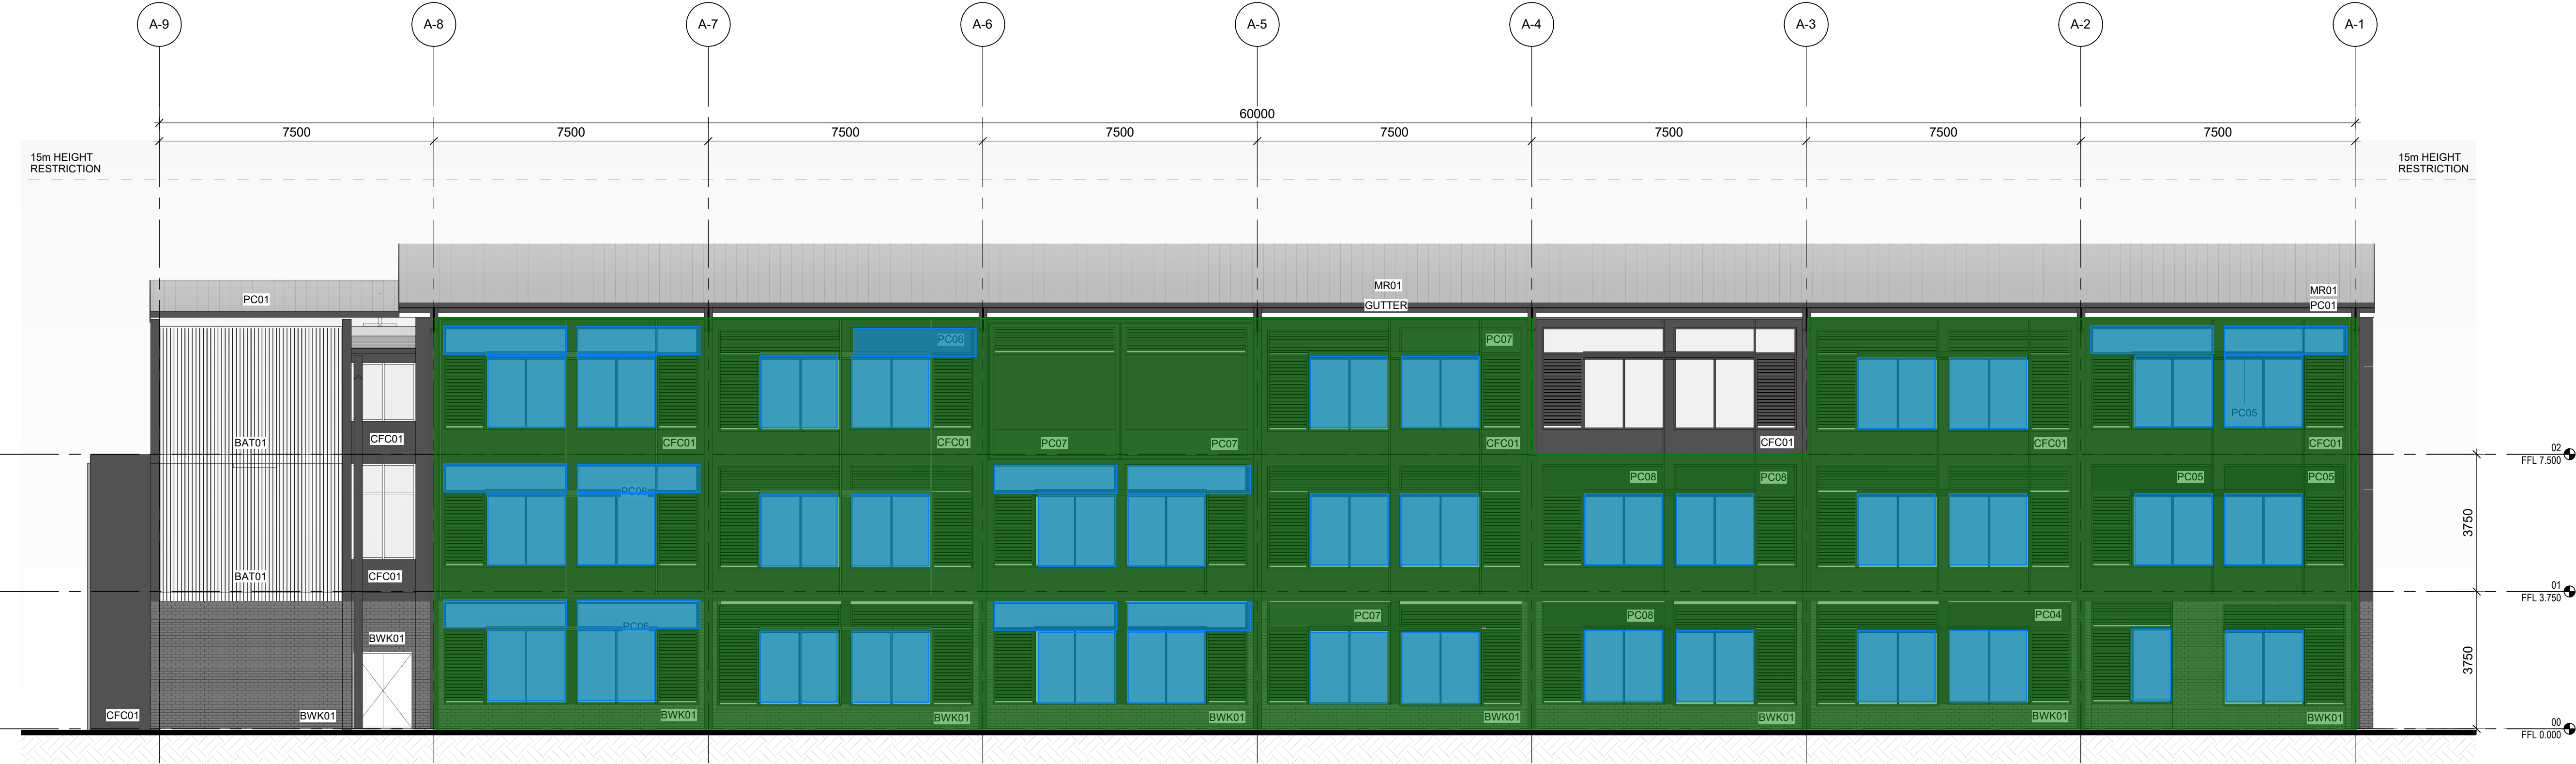 A-9
A-8
A-7
A-6
A-5
A-4
A-3
A-2
A-1
60000
7500
7500
7500
7500
7500
7500
7500
7500
15m HEIGHT
RESTRICTION
15m HEIGHT
RESTRICTION
MR01
MR01
PC01
GUTTER
PC01
PC06
PC07
PC05
BAT01
CFC01
CFC01
CFC01
PC07
PC07
CFC01
CFC01
CFC01
CFC01
02
FFL 7.500
PC06
PC08
PC08
PC05
PC05
3750
BAT01
CFC01
01
FFL 3.750
BWK01
PC06
PC07
PC08
PC04
3750
CFC01
BWK01
BWK01
BWK01
BWK01
BWK01
BWK01
BWK01
BWK01
00
FFL 0.000